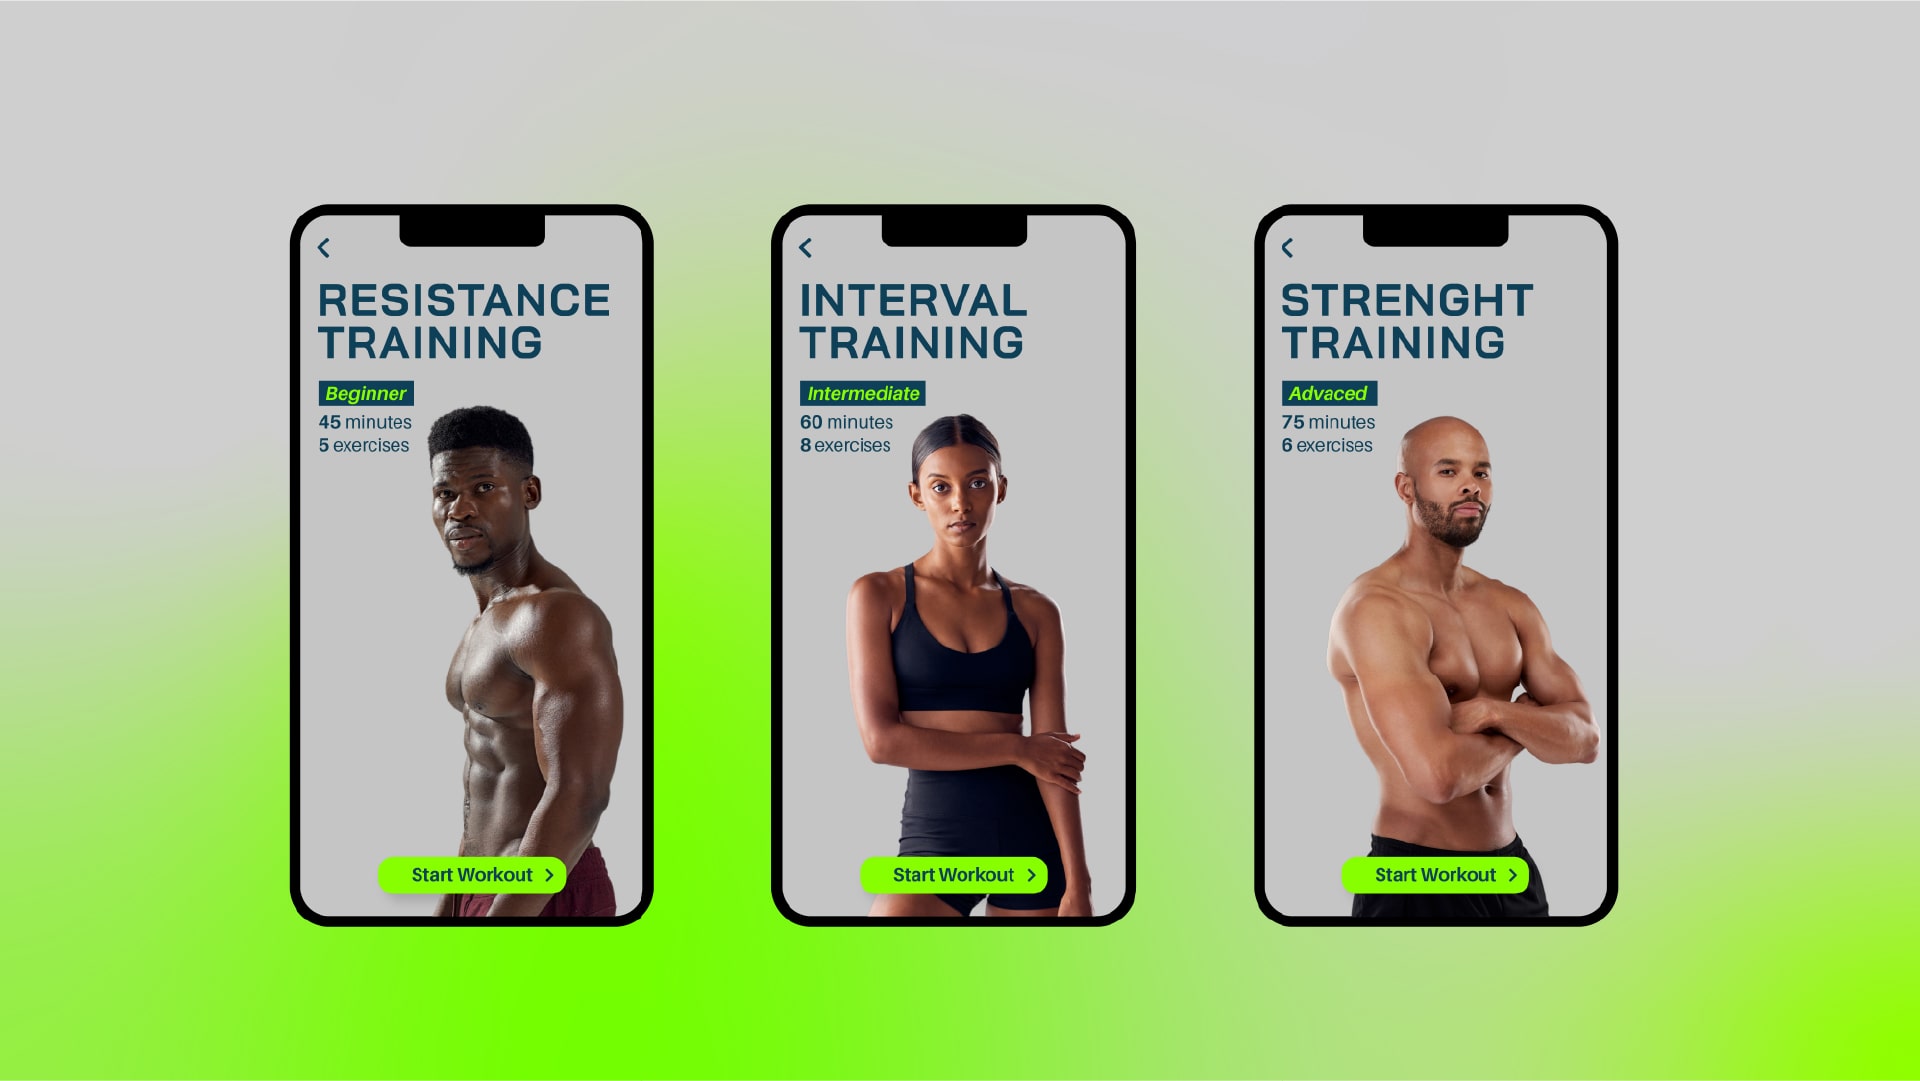 RESISTANCE
TRAINING
Beginner
45 minutes
5 exercises
Start Workout
INTERVAL
TRAINING
Intermediate
60 minutes
8 exercises
Start Workout
STRENGHT
TRAINING
Advaced
75 minutes
6 exercises
Start Workout